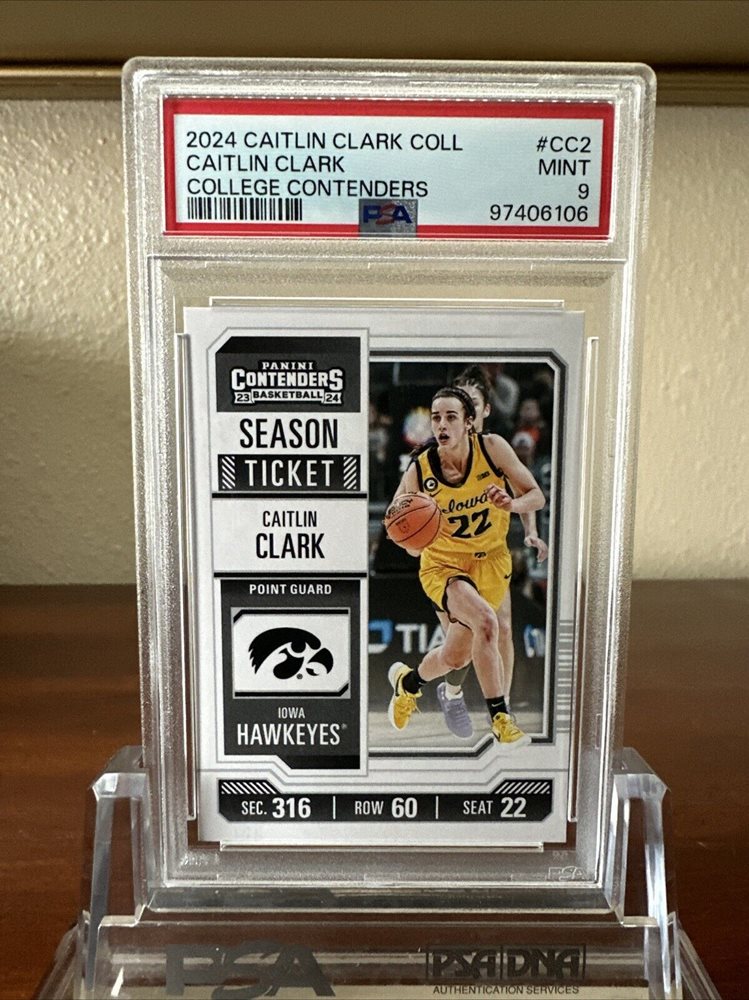 2024 CAITLIN CLARK COLL #CC2
CAITLIN CLARK MINT
COLLEGE CONTENDERS 9
PSA 97406106
PANINI
CONTENDERS
23 BASKETBALL 24
SEASON
TICKET
CAITLIN
CLARK
POINT GUARD
IOWA
HAWKEYES®
Iowa
22
TIA
SEC. 316 | ROW 60 | SEAT 22
PSA
PSA PSA|DNA
AUTHENTICATION SERVICES